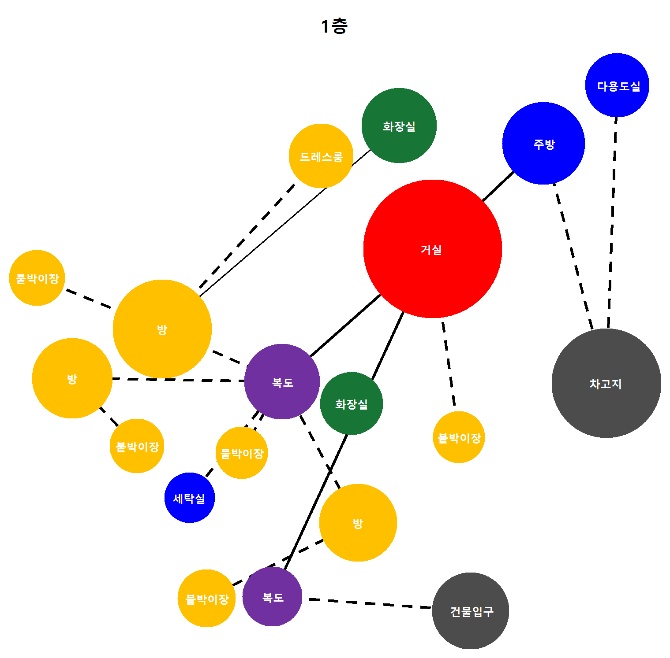 1층
다용도실
화장실
주방
드레스룸
거실
붙박이장
방
방
복도
차고지
화장실
붙박이장
붙박이장
붙박이장
세탁실
방
붙박이장
복도
건물입구